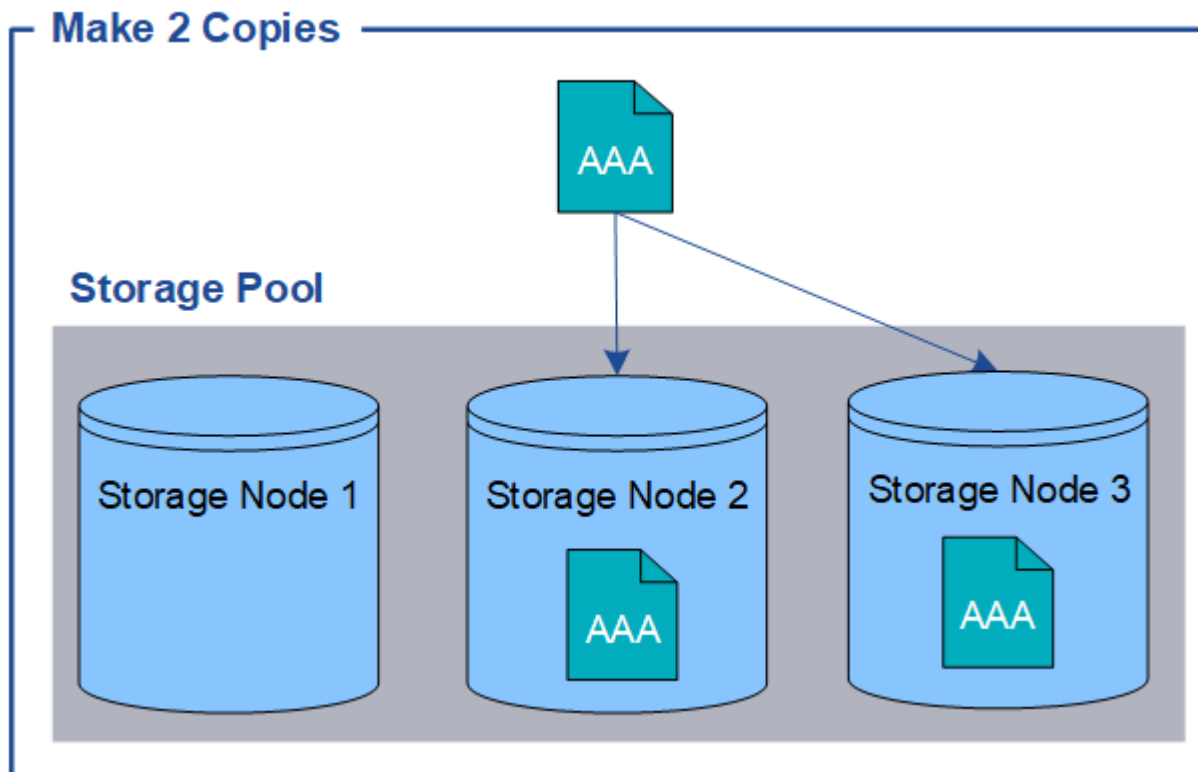 Make 2 Copies
AAA
Storage Pool
Storage Node 1
Storage Node 2
Storage Node 3
AAA
AAA